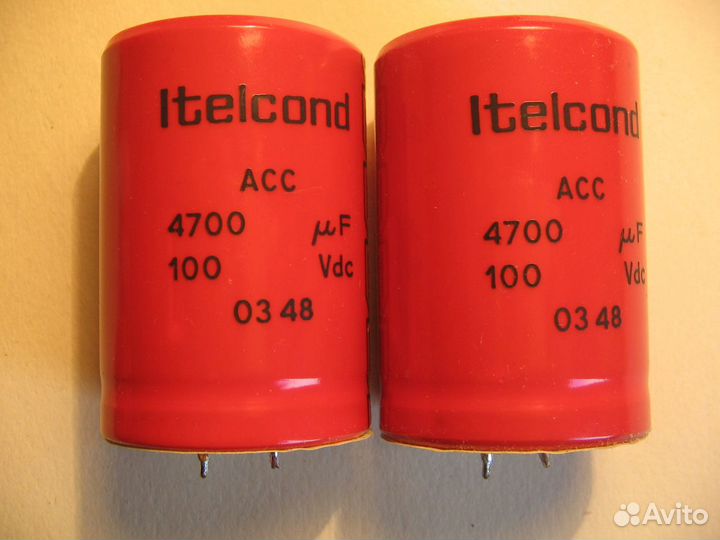 Itelcond
ACC
4700 µF
100 Vdc
03 48
Itelcond
ACC
4700 µF
100 Vdc
03 48
Avito